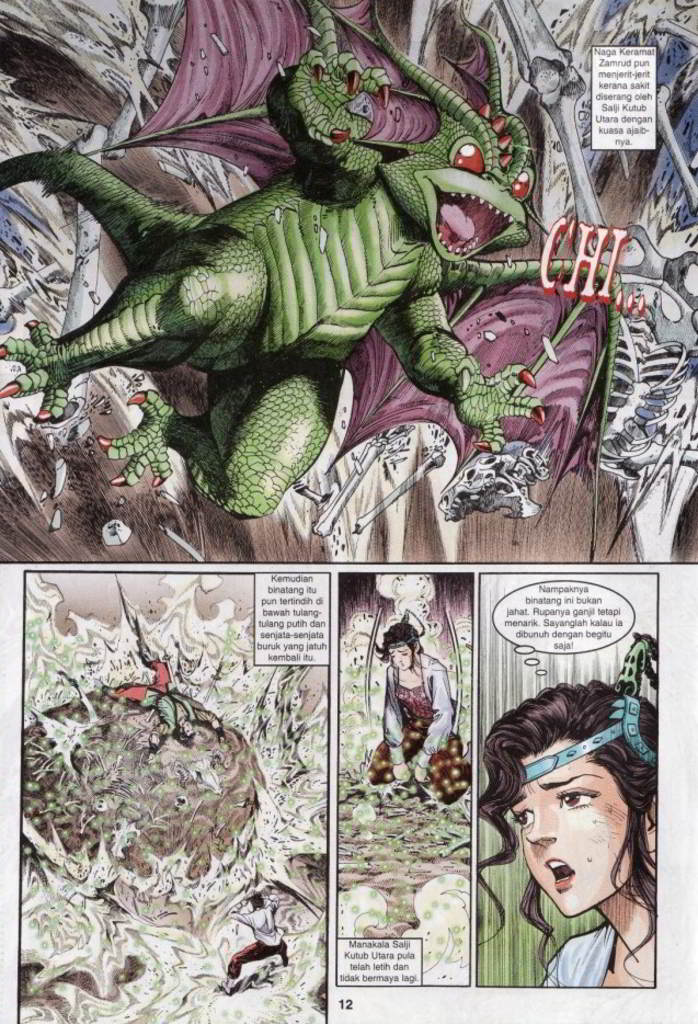 Naga Keramat
Zamrud pun
menjerit-jerit
kerana sakit
diserang oleh
Salji Kutub
Utara dengan
kuasa ajaib-
nya.
CHI...
Kemudian
binatang itu
pun tertindih di
bawah tulang-
tulang putih dan
senjata-senjata
buruk yang jatuh
kembali itu.
Manakala Salji
Kutub Utara pula
telah letih dan
tidak bermaya lagi.
Nampaknya
binatang ini bukan
jahat. Rupanya ganjil tetapi
menarik. Sayanglah kalau ia
dibunuh dengan begitu
saja!
12